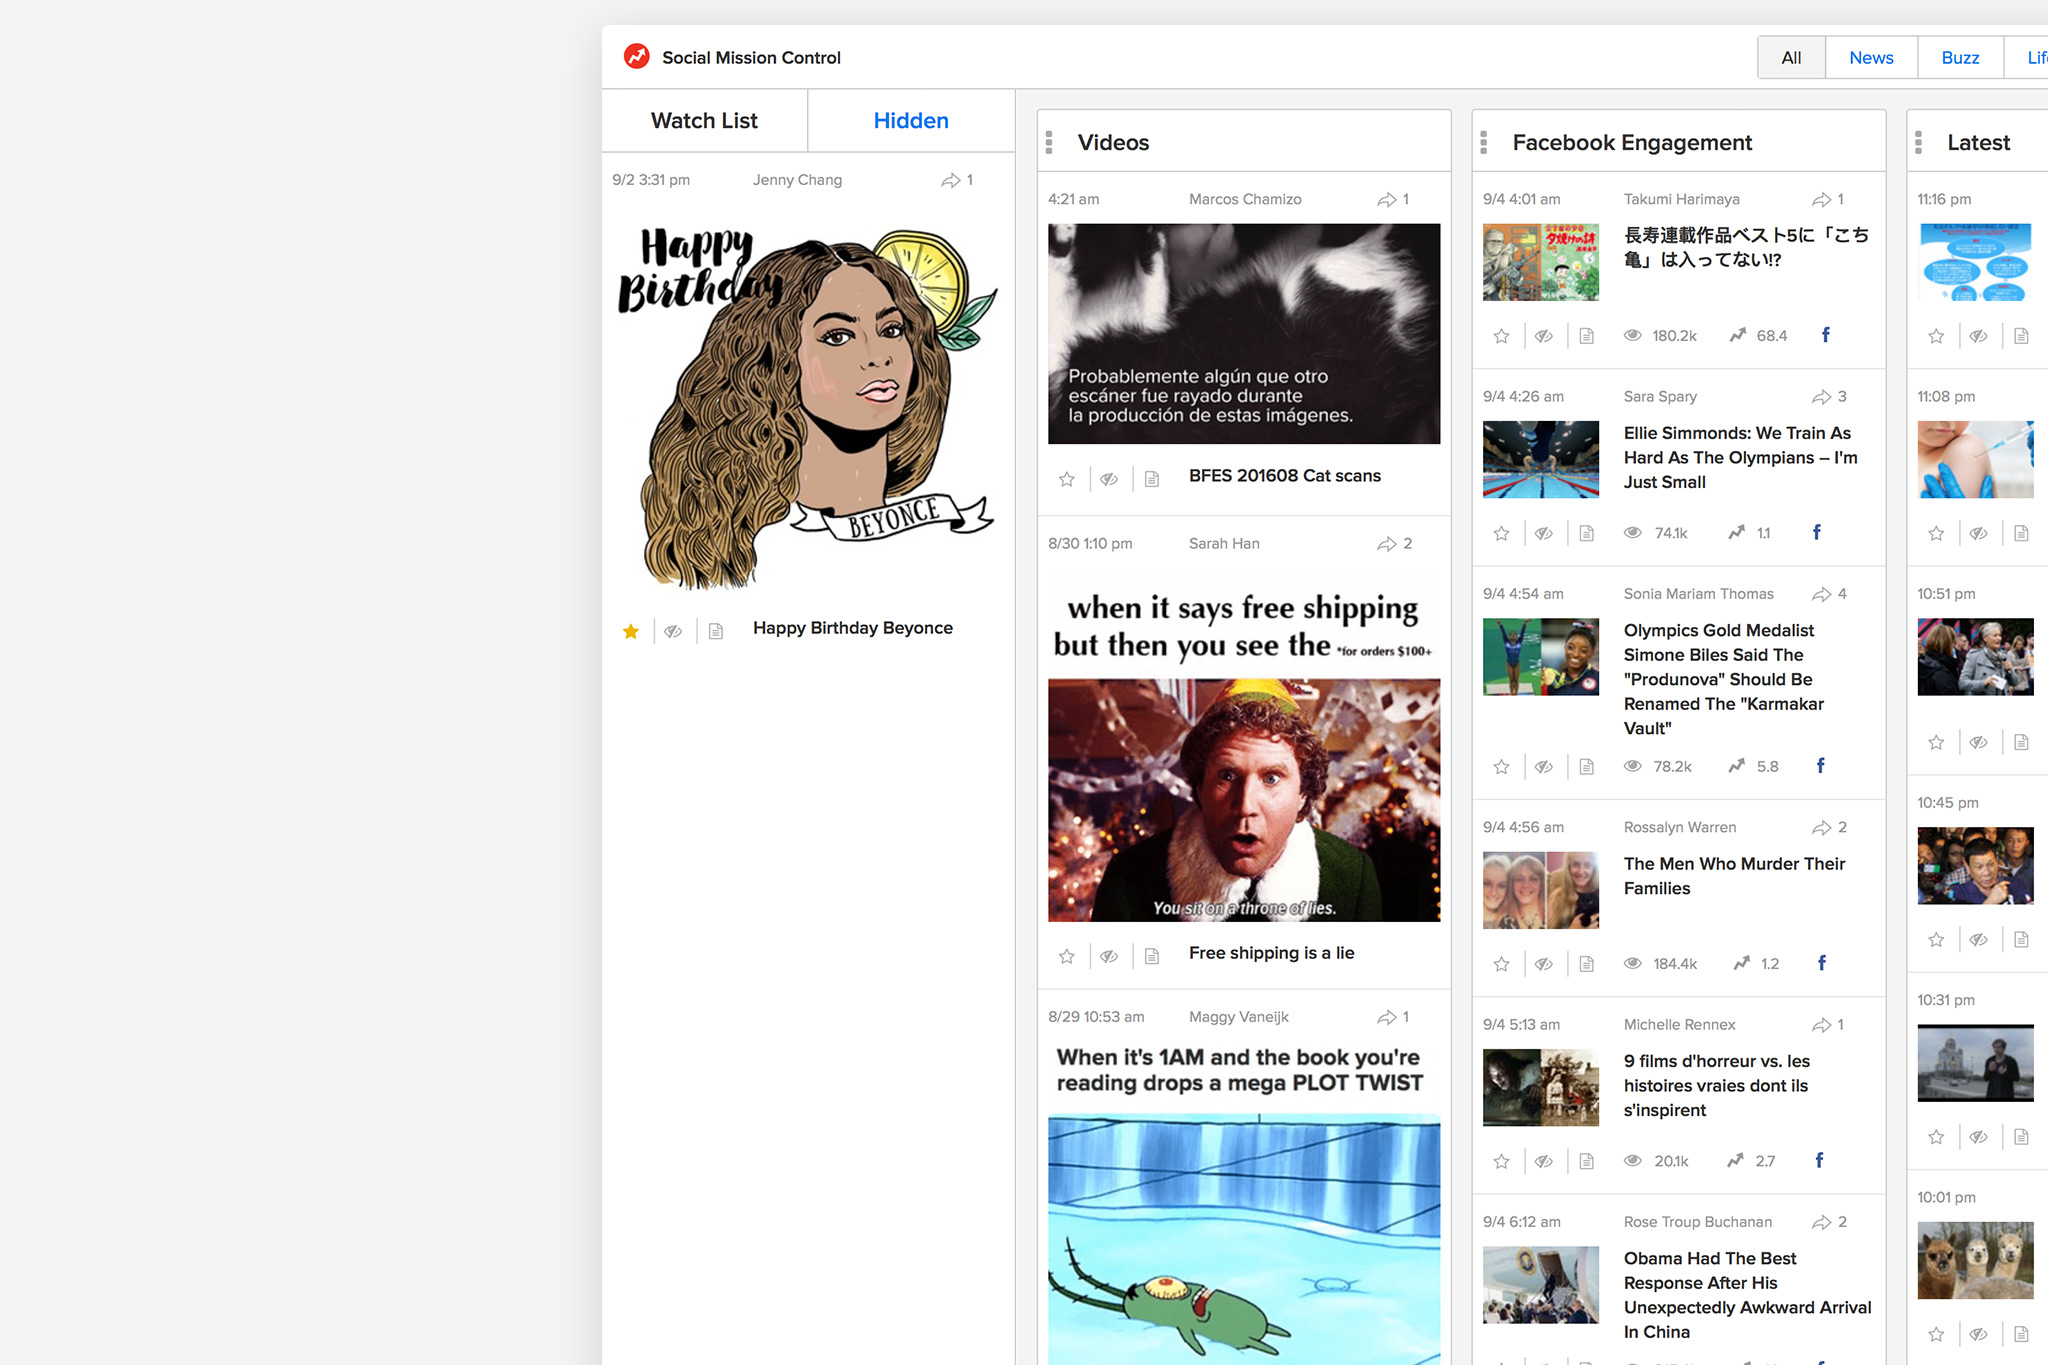 Social Mission Control
All
News
Buzz
Watch List
Hidden
9/2 3:31 pm
Jenny Chang
1
Happy
Birthday
BEYONCE
Happy Birthday Beyonce
Videos
4:21 am
Marcos Chamizo
1
Probablemente algún que otro
escáner fue rayado durante
la producción de estas imágenes.
BFES 201608 Cat scans
8/30 1:10 pm
Sarah Han
2
when it says free shipping
but then you see the *for orders $100+
You sit on a throne of lies.
Free shipping is a lie
8/29 10:53 am
Maggy Vaneijk
1
When it's 1AM and the book you're
reading drops a mega PLOT TWIST
Facebook Engagement
9/4 4:01 am
Takumi Harimaya
1
夕焼けの詩
長寿連載作品ベスト5に「こち
亀」は入ってない!?
180.2k
68.4
9/4 4:26 am
Sara Spary
3
Ellie Simmonds: We Train As
Hard As The Olympians – I'm
Just Small
74.1k
1.1
9/4 4:54 am
Sonia Mariam Thomas
4
Olympics Gold Medalist
Simone Biles Said The
"Produnova" Should Be
Renamed The "Karmakar
Vault"
78.2k
5.8
9/4 4:56 am
Rossalyn Warren
2
The Men Who Murder Their
Families
184.4k
1.2
9/4 5:13 am
Michelle Rennex
1
9 films d'horreur vs. les
histoires vraies dont ils
s'inspirent
20.1k
2.7
9/4 6:12 am
Rose Troup Buchanan
2
Obama Had The Best
Response After His
Unexpectedly Awkward Arrival
In China
Latest
11:16 pm
11:08 pm
10:51 pm
10:45 pm
10:31 pm
10:01 pm